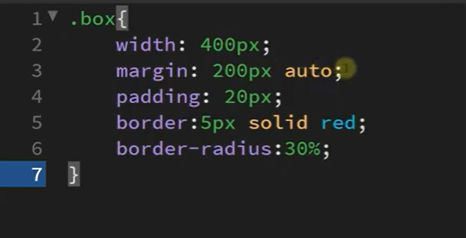 1 .box{
2 width: 400px;
3 margin: 200px auto;
4 padding: 20px;
5 border:5px solid red;
6 border-radius:30%;
7 }